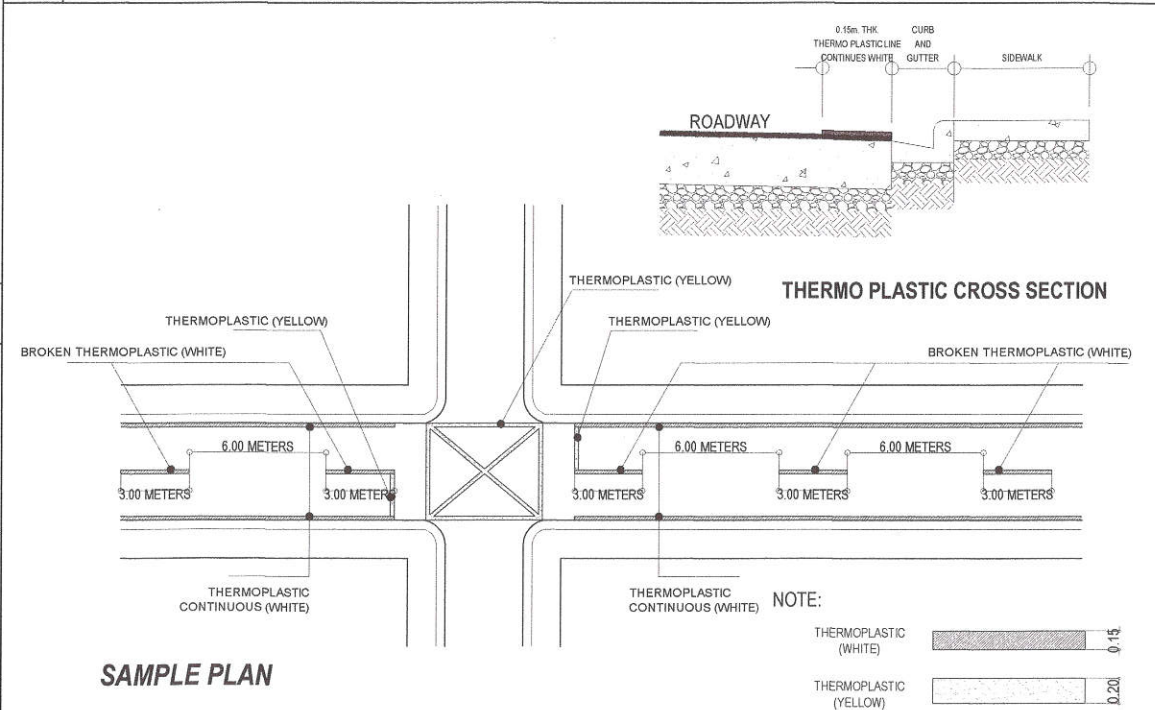 0.15m. THK.
THERMO PLASTIC LINE
CONTINUES WHITE
CURB
AND
GUTTER
SIDEWALK
ROADWAY
THERMO PLASTIC CROSS SECTION
THERMOPLASTIC (YELLOW)
THERMOPLASTIC (YELLOW)
THERMOPLASTIC (YELLOW)
BROKEN THERMOPLASTIC (WHITE)
BROKEN THERMOPLASTIC (WHITE)
6.00 METERS
6.00 METERS
6.00 METERS
3.00 METERS
3.00 METERS
3.00 METERS
3.00 METERS
3.00 METERS
THERMOPLASTIC
CONTINUOUS (WHITE)
THERMOPLASTIC
CONTINUOUS (WHITE)
NOTE:
THERMOPLASTIC
(WHITE)
0.15
THERMOPLASTIC
(YELLOW)
0.20
SAMPLE PLAN